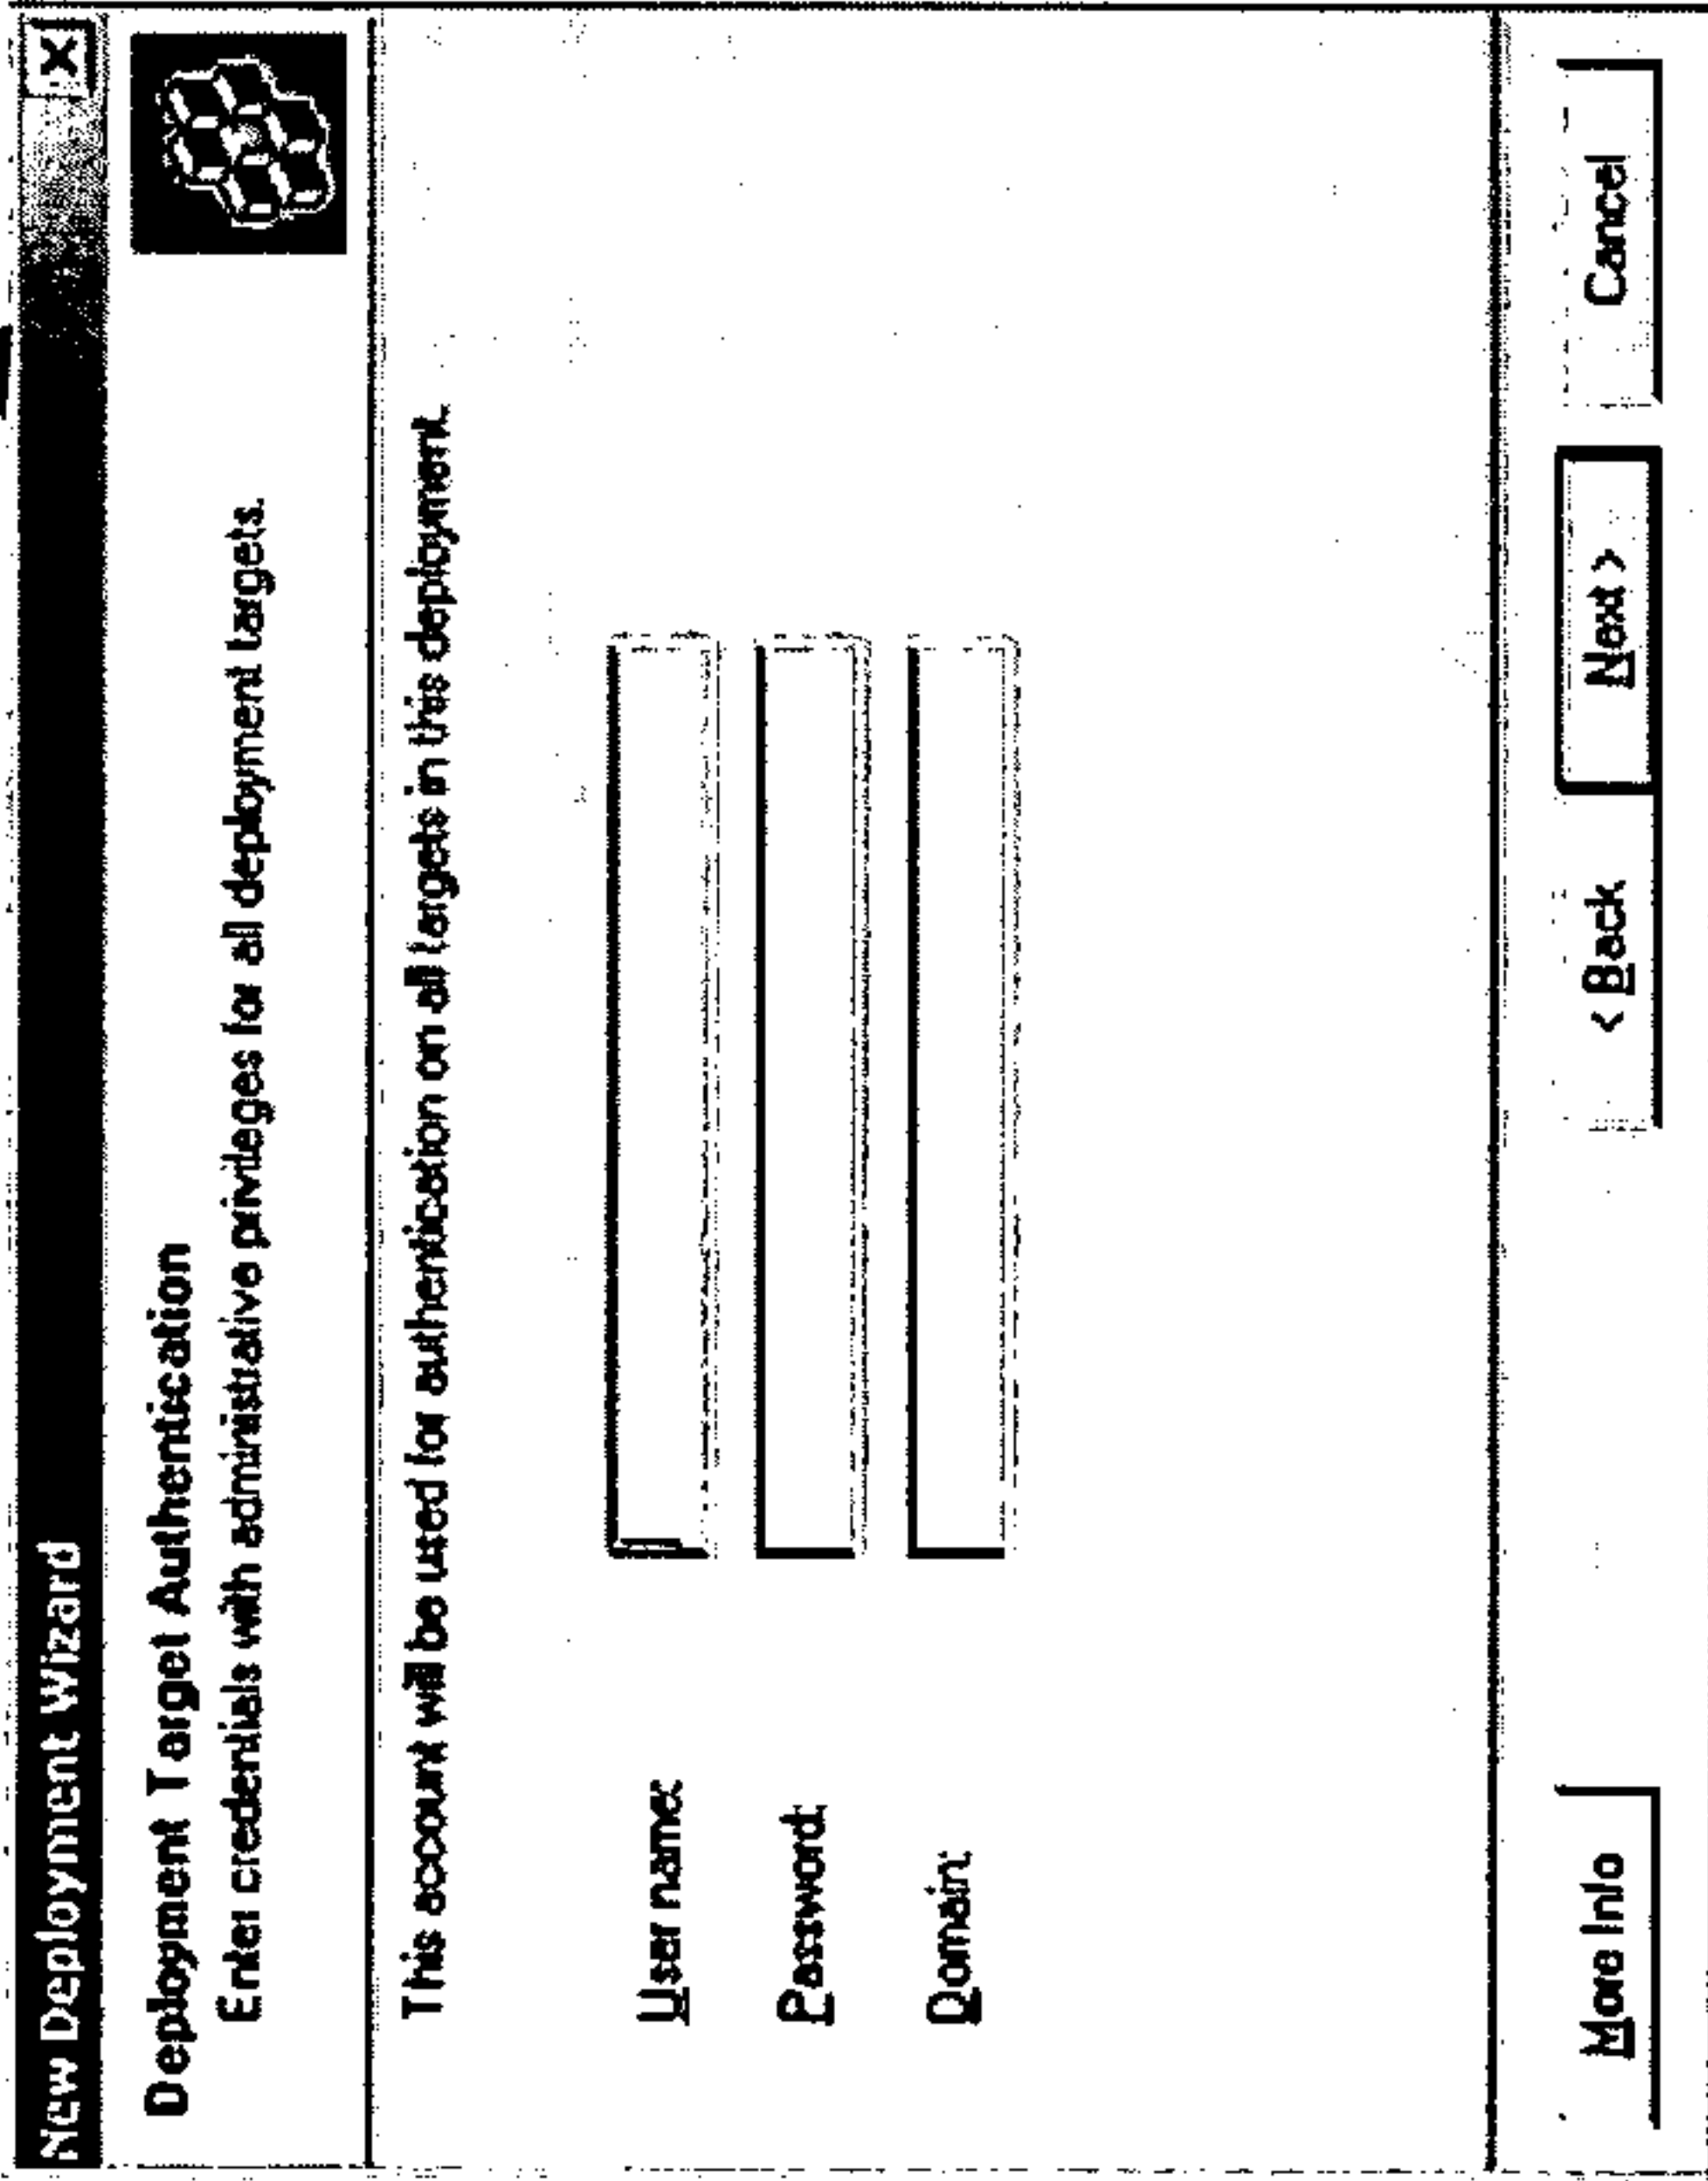 New Deployment Wizard
X
Deployment Target Authentication
Enter credentials with administrative privileges for all deployment targets.
This account will be used for authentication on all targets in this deployment.
User name:
Password:
Domain:
More Info
< Back
Next >
Cancel